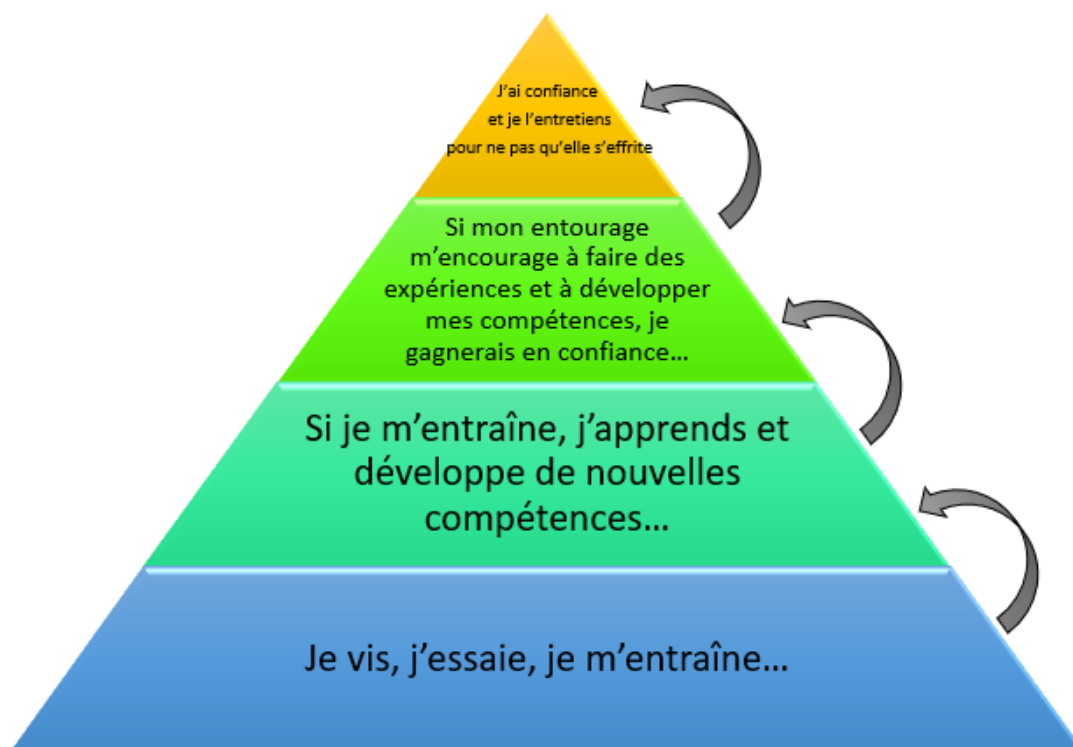 J’ai confiance
et je l’entretiens
pour ne pas qu’elle s’effrite
Si mon entourage
m’encourage à faire des
expériences et à développer
mes compétences, je
gagnerais en confiance…
Si je m’entraîne, j’apprends et
développe de nouvelles
compétences…
Je vis, j’essaie, je m’entraîne…